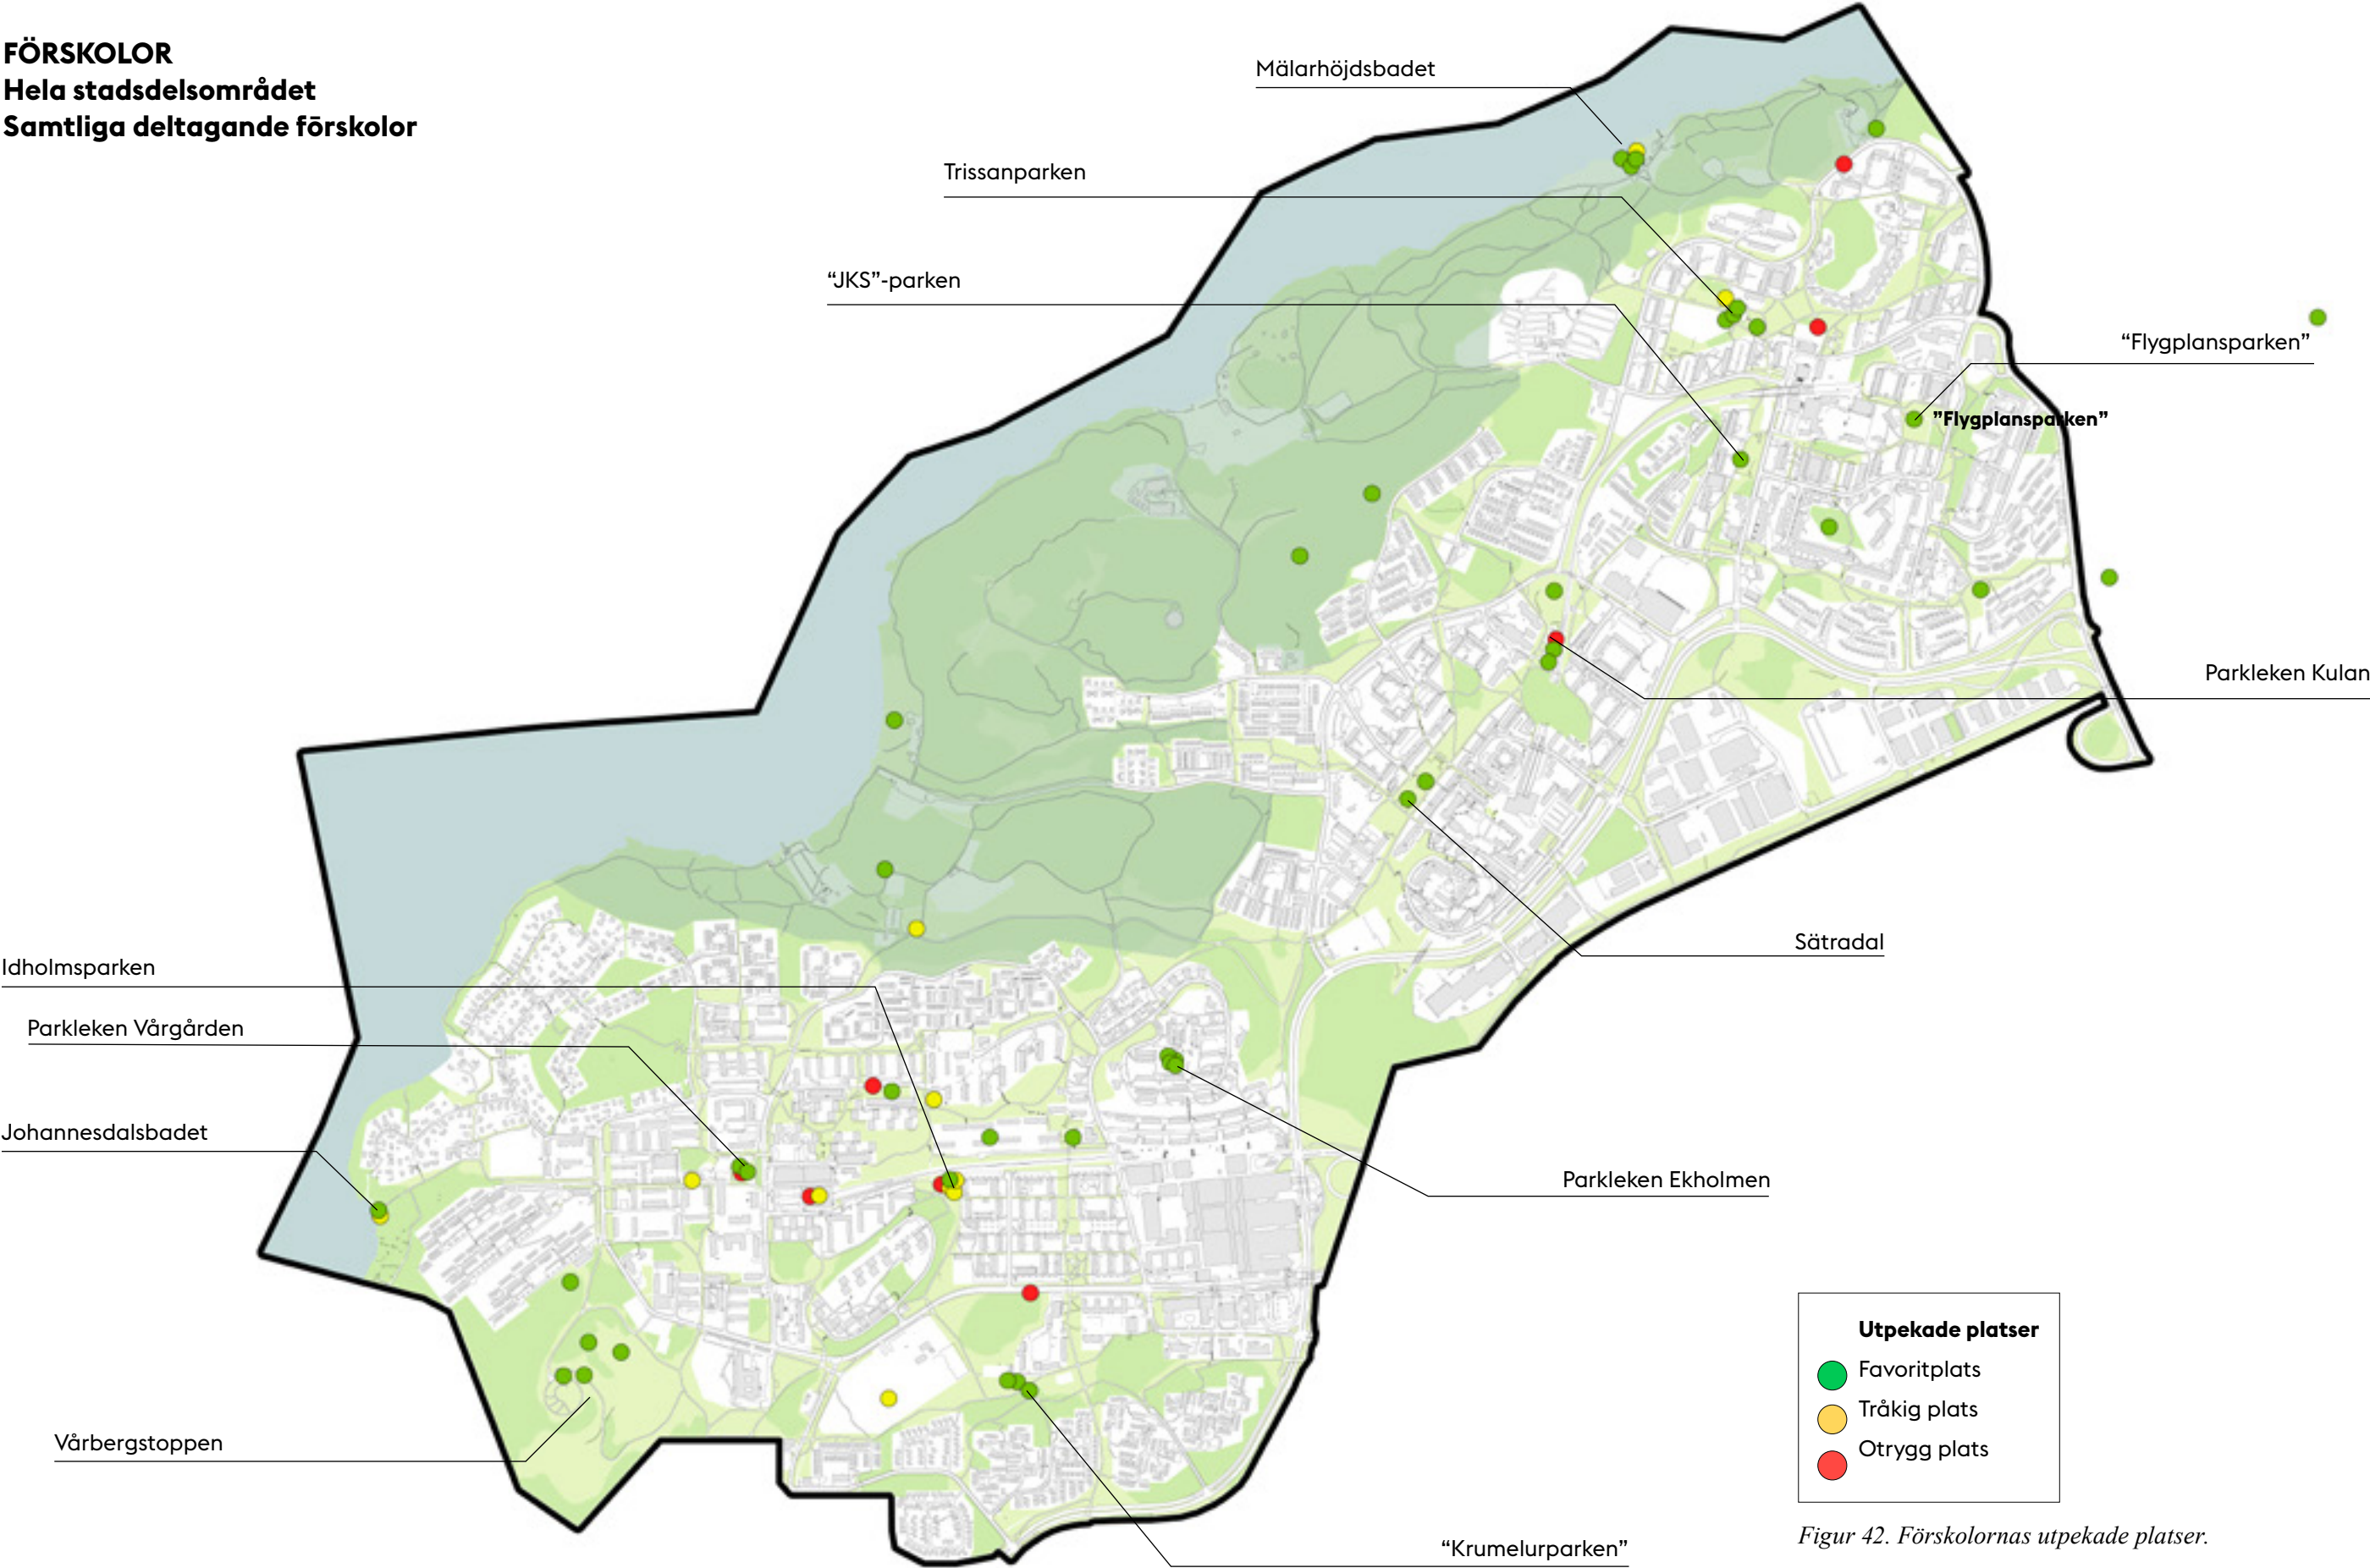 FÖRSKOLOR
Hela stadsdelsområdet
Samtliga deltagande förskolor
Mälarhöjdsbadet
Trissanparken
“JKS”-parken
“Flygplansparken”
”Flygplansparken”
Parkleken Kulan
Sätradal
Idholmsparken
Parkleken Vårgården
Johannesdalsbadet
Parkleken Ekholmen
Vårbergstoppen
“Krumelurparken”
Utpekade platser
Favoritplats
Tråkig plats
Otrygg plats
Figur 42. Förskolornas utpekade platser.